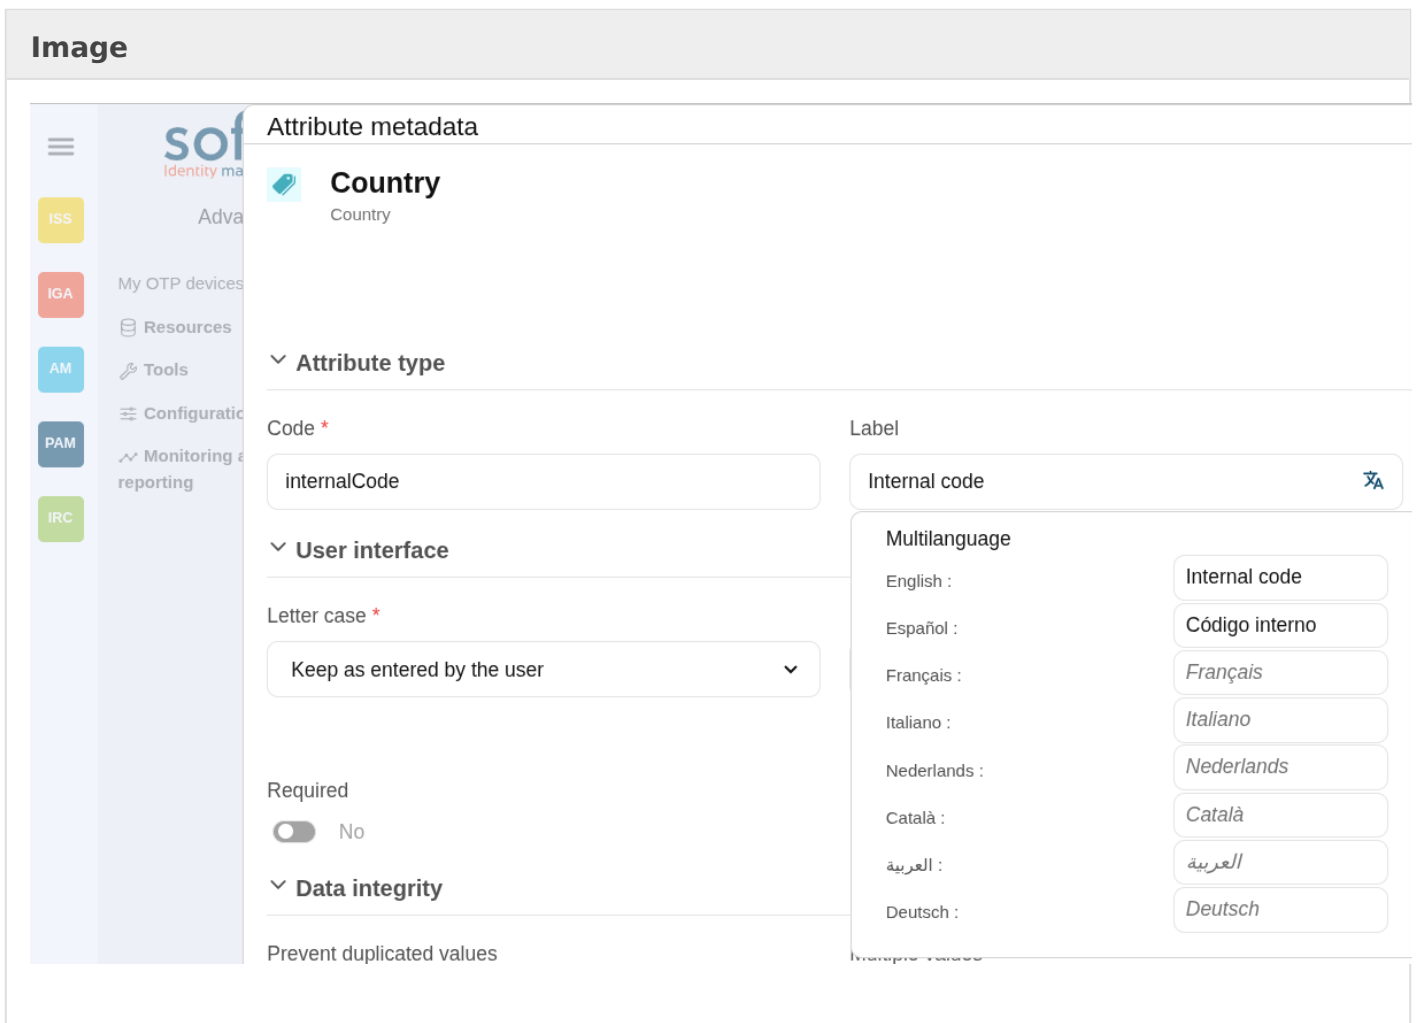 Image
sof
Identity ma
Adva
ISS
IGA
AM
PAM
IRC
My OTP devices
Resources
Tools
Configuratic
Monitoring a
reporting
Attribute metadata
Country
Country
Attribute type
Code *
Label
internalCode
Internal code
User interface
Letter case *
Keep as entered by the user
Required
No
Data integrity
Prevent duplicated values
Multilanguage
English :
Internal code
Español :
Código interno
Français :
Français
Italiano :
Italiano
Nederlands :
Nederlands
Català :
Català
العربية :
العربية
Deutsch :
Deutsch
Multiple values